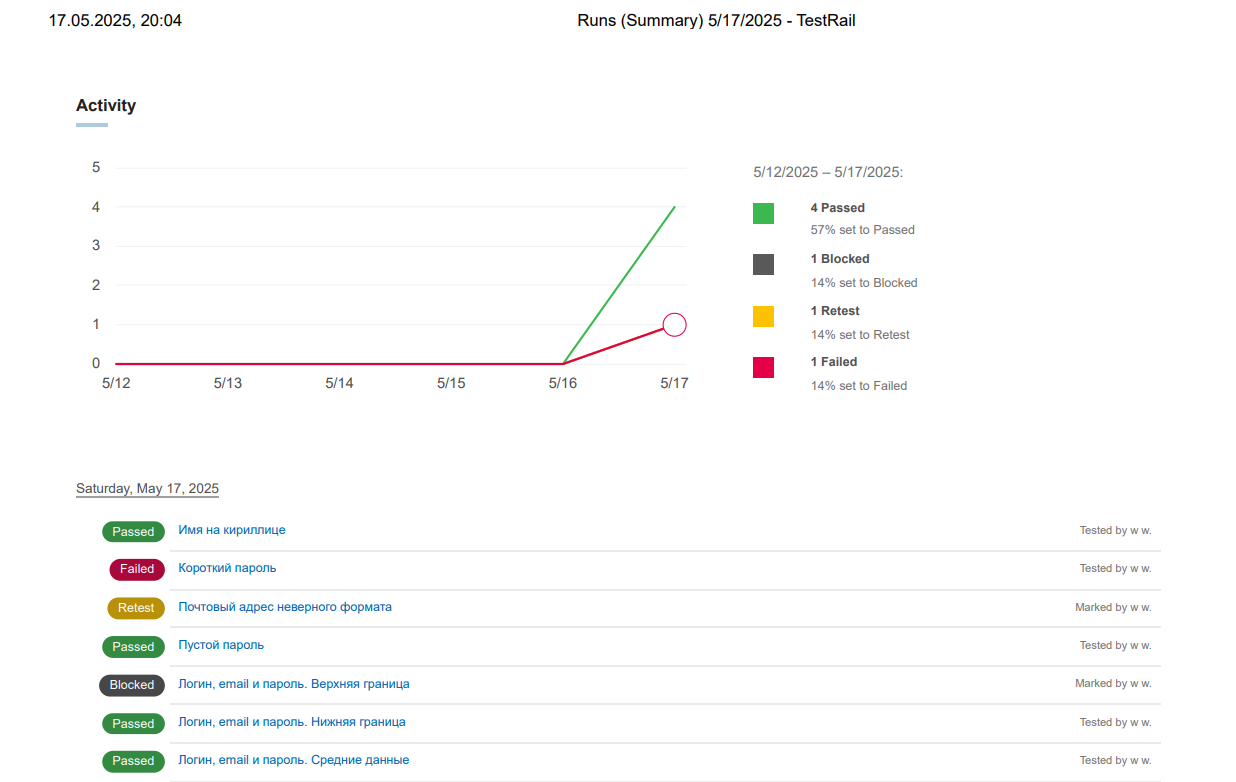 17.05.2025, 20:04 Runs (Summary) 5/17/2025 - TestRail
Activity
5
4
3
2
1
0
5/12 5/13 5/14 5/15 5/16 5/17
5/12/2025 – 5/17/2025:
4 Passed
57% set to Passed
1 Blocked
14% set to Blocked
1 Retest
14% set to Retest
1 Failed
14% set to Failed
Saturday, May 17, 2025
Passed Имя на кириллице Tested by w w.
Failed Короткий пароль Tested by w w.
Retest Почтовый адрес неверного формата Marked by w w.
Passed Пустой пароль Tested by w w.
Blocked Логин, email и пароль. Верхняя граница Marked by w w.
Passed Логин, email и пароль. Нижняя граница Tested by w w.
Passed Логин, email и пароль. Средние данные Tested by w w.